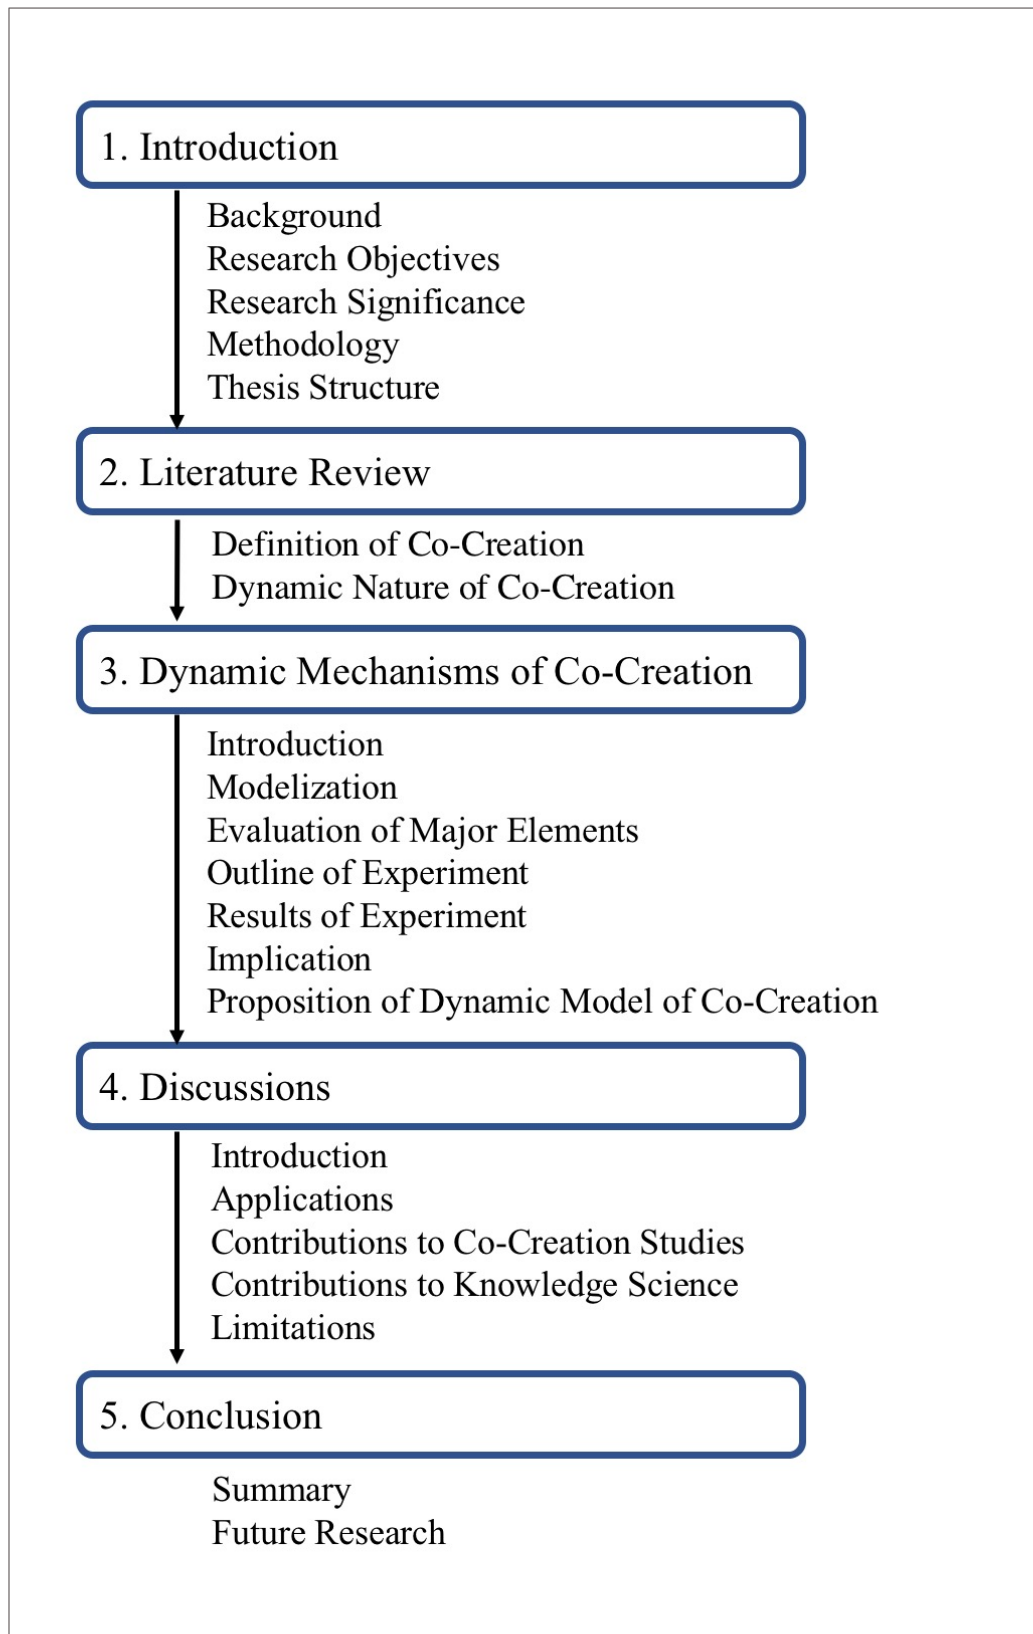 1. Introduction
Background
Research Objectives
Research Significance
Methodology
Thesis Structure
2. Literature Review
Definition of Co-Creation
Dynamic Nature of Co-Creation
3. Dynamic Mechanisms of Co-Creation
Introduction
Modelization
Evaluation of Major Elements
Outline of Experiment
Results of Experiment
Implication
Proposition of Dynamic Model of Co-Creation
4. Discussions
Introduction
Applications
Contributions to Co-Creation Studies
Contributions to Knowledge Science
Limitations
5. Conclusion
Summary
Future Research